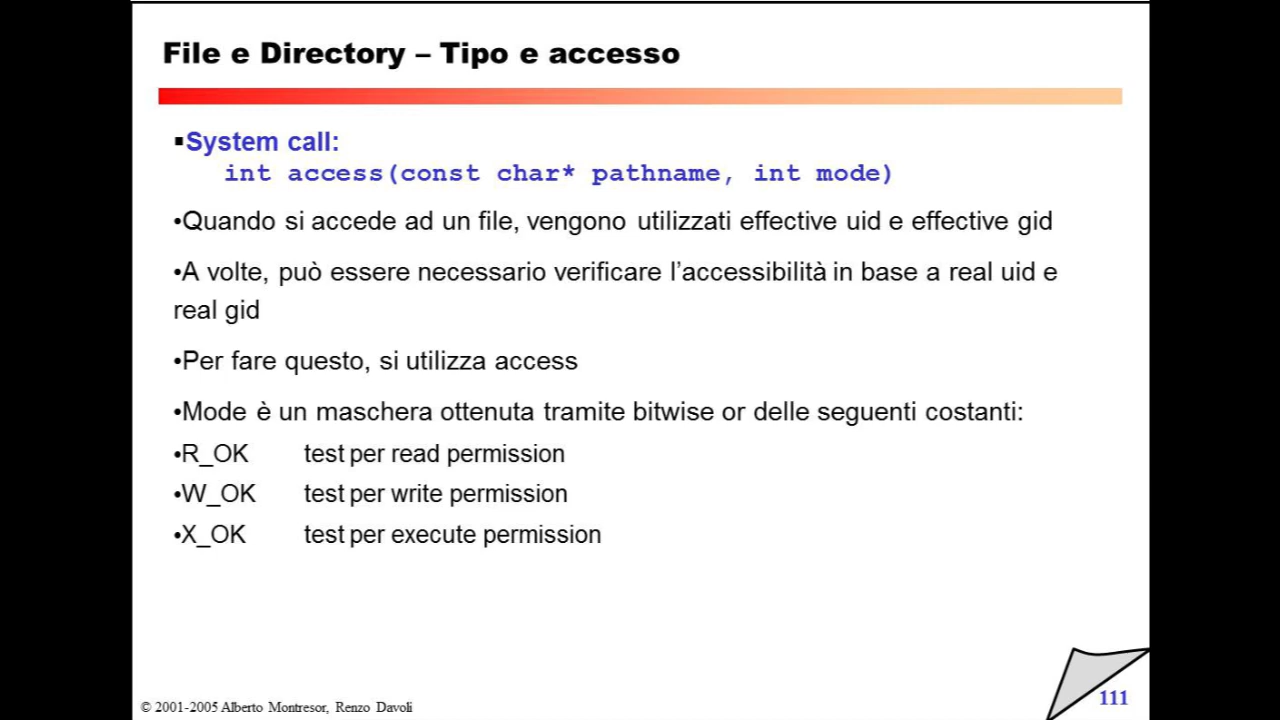 File e Directory – Tipo e accesso
▪System call:
int access(const char* pathname, int mode)
•Quando si accede ad un file, vengono utilizzati effective uid e effective gid
•A volte, può essere necessario verificare l’accessibilità in base a real uid e
real gid
•Per fare questo, si utilizza access
•Mode è un maschera ottenuta tramite bitwise or delle seguenti costanti:
•R_OK test per read permission
•W_OK test per write permission
•X_OK test per execute permission
© 2001-2005 Alberto Montresor, Renzo Davoli
111